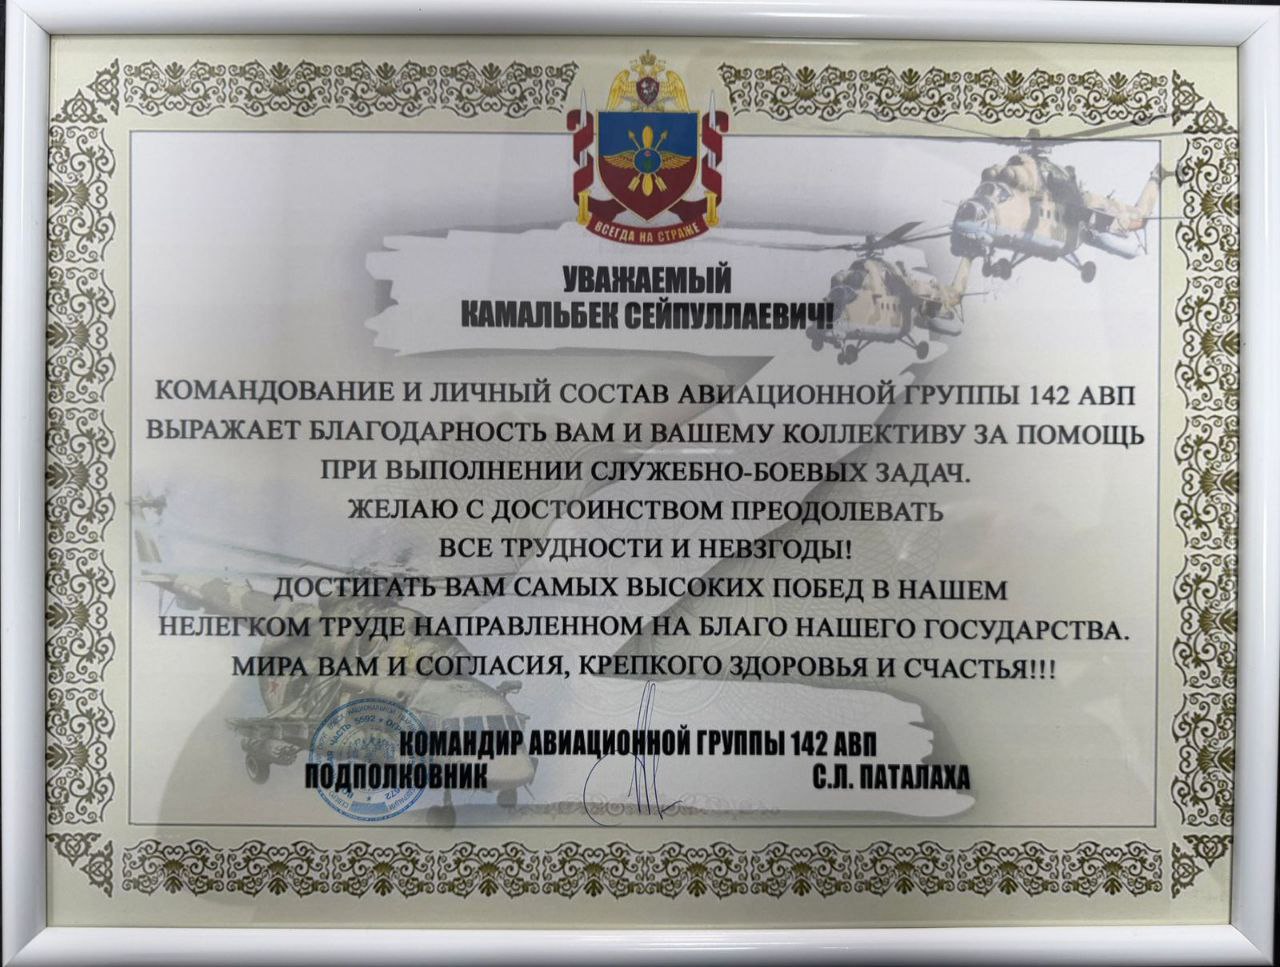 ВСЕГДА НА СТРАЖЕ
УВАЖАЕМЫЙ
КАМАЛЬБЕК СЕЙПУЛЛАЕВИЧ!
КОМАНДОВАНИЕ И ЛИЧНЫЙ СОСТАВ АВИАЦИОННОЙ ГРУППЫ 142 АВП
ВЫРАЖАЕТ БЛАГОДАРНОСТЬ ВАМ И ВАШЕМУ КОЛЛЕКТИВУ ЗА ПОМОЩЬ
ПРИ ВЫПОЛНЕНИИ СЛУЖЕБНО-БОЕВЫХ ЗАДАЧ.
ЖЕЛАЮ С ДОСТОИНСТВОМ ПРЕОДОЛЕВАТЬ
ВСЕ ТРУДНОСТИ И НЕВЗГОДЫ!
ДОСТИГАТЬ ВАМ САМЫХ ВЫСОКИХ ПОБЕД В НАШЕМ
НЕЛЕГКОМ ТРУДЕ НАПРАВЛЕННОМ НА БЛАГО НАШЕГО ГОСУДАРСТВА.
МИРА ВАМ И СОГЛАСИЯ, КРЕПКОГО ЗДОРОВЬЯ И СЧАСТЬЯ!!!
КОМАНДИР АВИАЦИОННОЙ ГРУППЫ 142 АВП
ПОДПОЛКОВНИК С.Л. ПАТАЛАХА